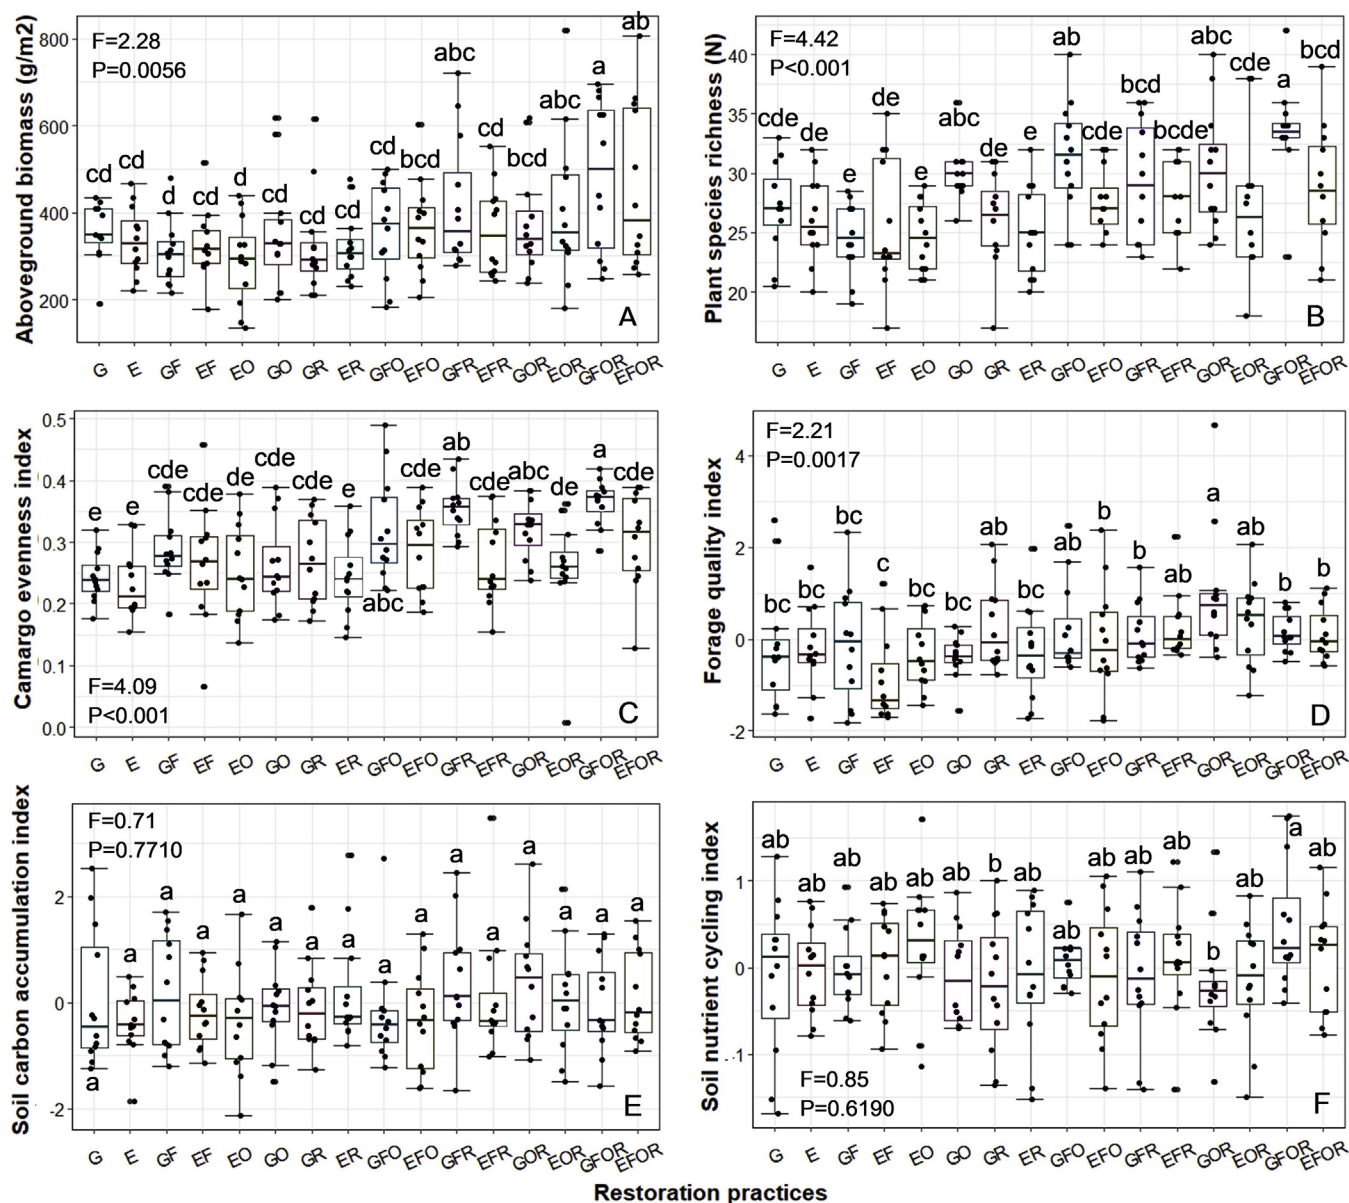 Aboveground biomass (g/m2)
800
600
400
200
F=2.28
P=0.0056
cd cd d cd d cd cd cd cd bcd abc cd bcd abc a ab
A
G E GF EF EO GO GR ER GFO EFO GFR EFR GOR EOR GFOR EFOR
Plant species richness (N)
40
35
30
25
20
F=4.42
P<0.001
cde de e de e abc de e ab cde bcd bcde abc cde a bcd
B
G E GF EF EO GO GR ER GFO EFO GFR EFR GOR EOR GFOR EFOR
Camargo evenness index
0.5
0.4
0.3
0.2
0.1
0.0
e e cde cde de cde cde e abc cde ab cde abc de a cde
F=4.09
P<0.001
C
G E GF EF EO GO GR ER GFO EFO GFR EFR GOR EOR GFOR EFOR
Forage quality index
4
2
0
-2
F=2.21
P=0.0017
bc bc bc c bc bc ab bc ab b b ab a ab b b
D
G E GF EF EO GO GR ER GFO EFO GFR EFR GOR EOR GFOR EFOR
Soil carbon accumulation index
2
0
-2
F=0.71
P=0.7710
a a a a a a a a a a a a a a a a
E
G E GF EF EO GO GR ER GFO EFO GFR EFR GOR EOR GFOR EFOR
Soil nutrient cycling index
1
0
.1
ab ab ab ab ab ab b ab ab ab ab ab b ab a ab
F=0.85
P=0.6190
F
G E GF EF EO GO GR ER GFO EFO GFR EFR GOR EOR GFOR EFOR
Restoration practices